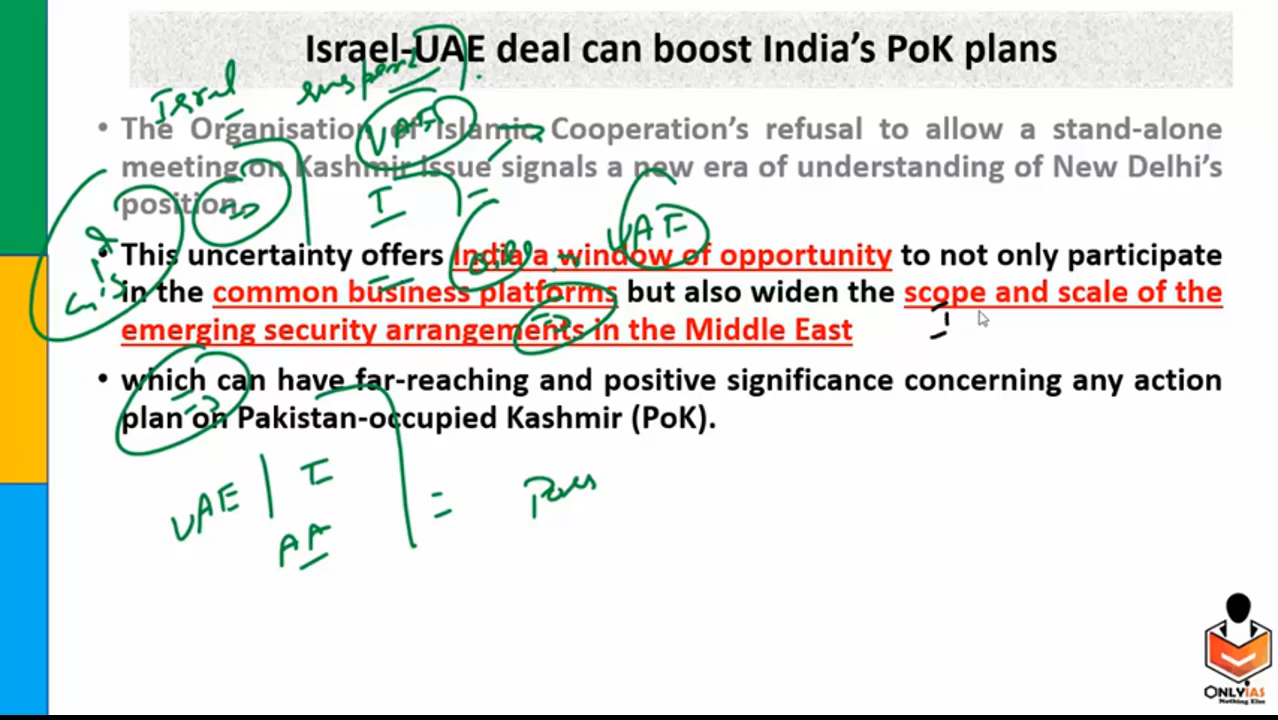 Israel-UAE deal can boost India's PoK plans
• The Organisation of Islamic Cooperation's refusal to allow a stand-alone
meeting on Kashmir issue signals a new era of understanding of New Delhi's
position.
• This uncertainty offers India a window of opportunity to not only participate
in the common business platforms but also widen the scope and scale of the
emerging security arrangements in the Middle East
• which can have far-reaching and positive significance concerning any action
plan on Pakistan-occupied Kashmir (PoK).
UAE
I
UAE
UAE | I
AA
I
ONLYIAS
Nothing Else